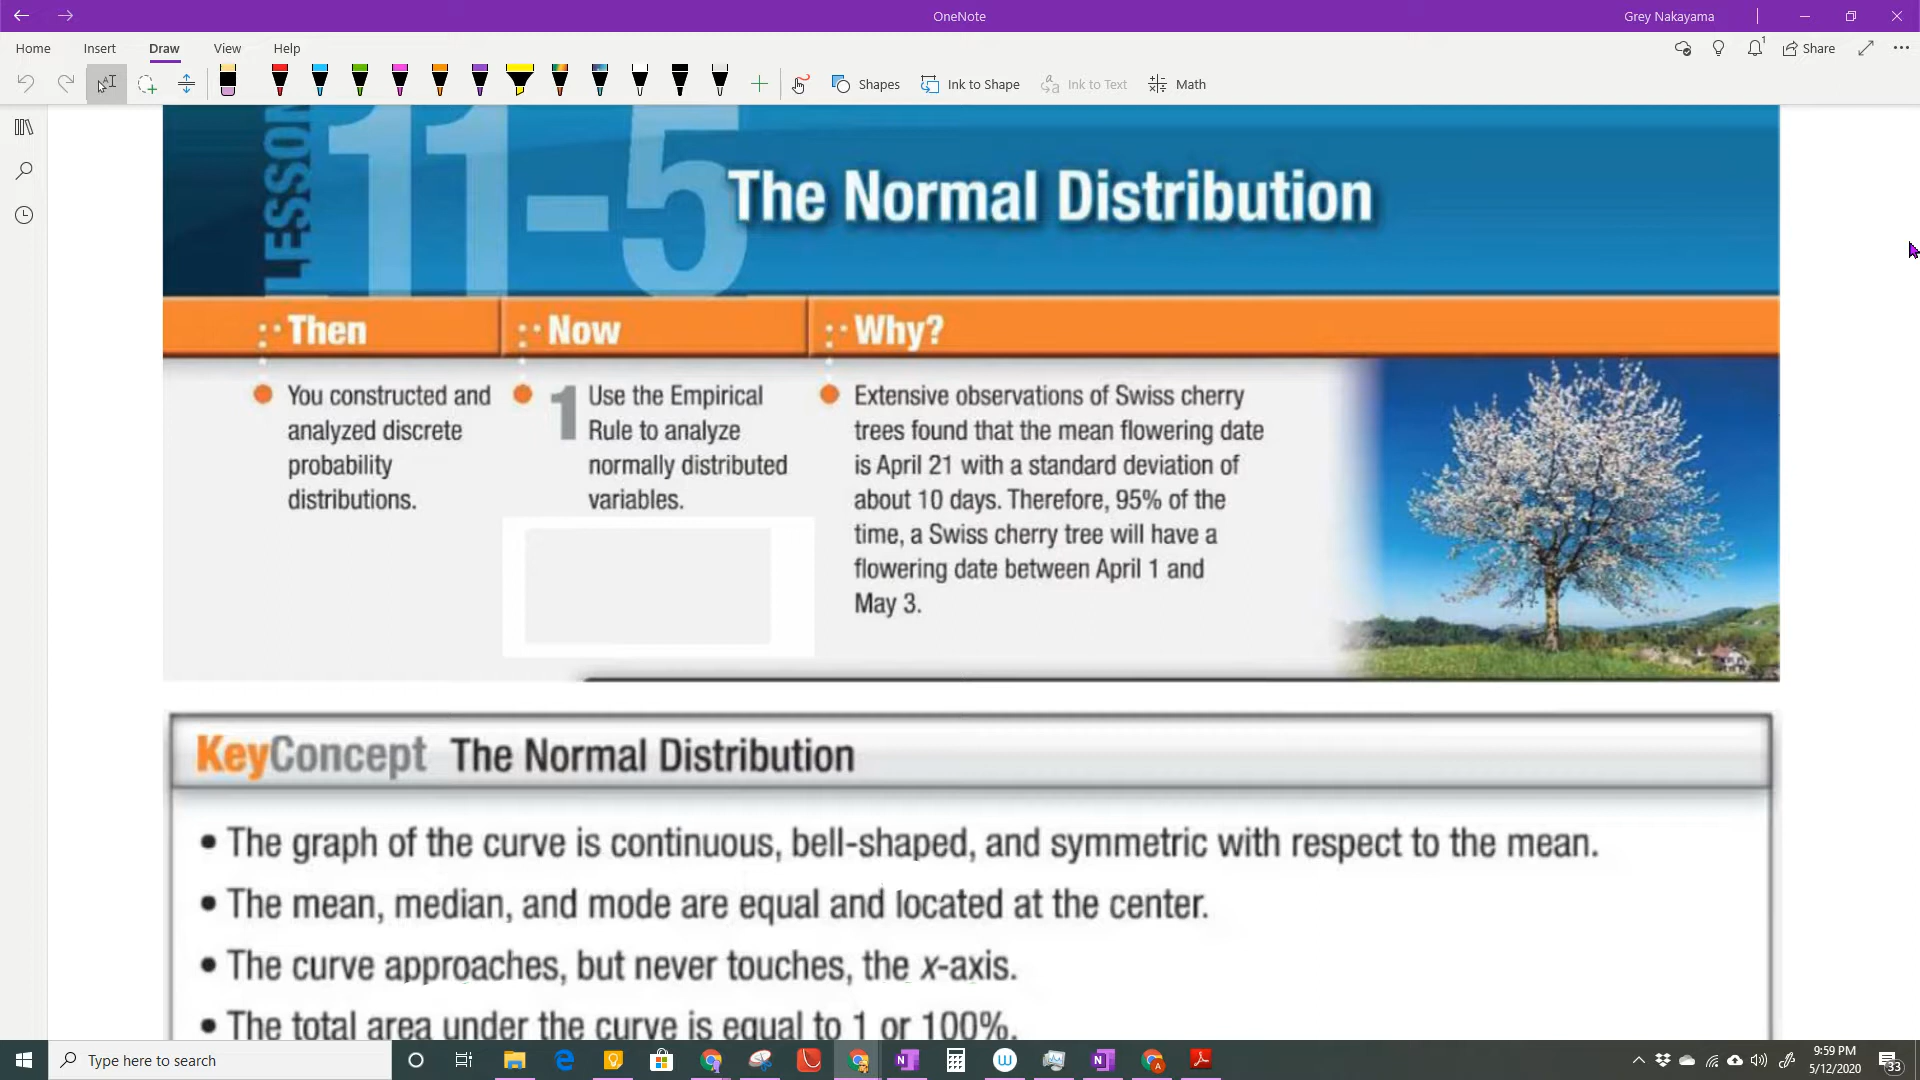 OneNote
Grey Nakayama
Home
Insert
Draw
View
Help
1
Share
Shapes
Ink to Shape
Ink to Text
Math
LESSON
11-5
The Normal Distribution
Then
Now
Why?
You constructed and
analyzed discrete
probability
distributions.
1
Use the Empirical
Rule to analyze
normally distributed
variables.
Extensive observations of Swiss cherry
trees found that the mean flowering date
is April 21 with a standard deviation of
about 10 days. Therefore, 95% of the
time, a Swiss cherry tree will have a
flowering date between April 1 and
May 3.
KeyConcept The Normal Distribution
• The graph of the curve is continuous, bell-shaped, and symmetric with respect to the mean.
• The mean, median, and mode are equal and located at the center.
• The curve approaches, but never touches, the x-axis.
• The total area under the curve is equal to 1 or 100%.
Type here to search
9:59 PM
5/12/2020
33